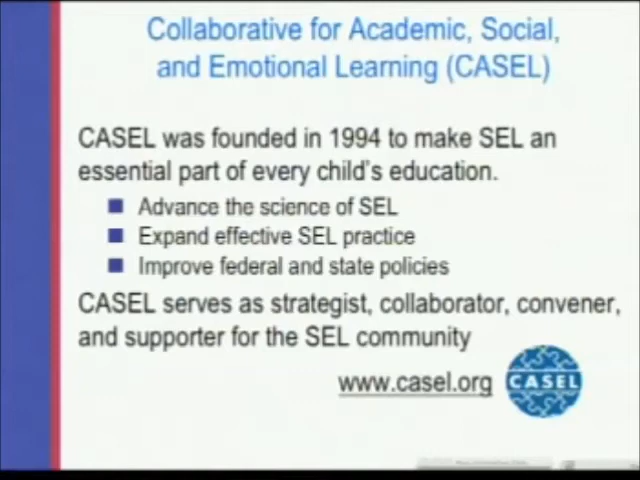 Collaborative for Academic, Social,
and Emotional Learning (CASEL)
CASEL was founded in 1994 to make SEL an
essential part of every child's education.
Advance the science of SEL
Expand effective SEL practice
Improve federal and state policies
CASEL serves as strategist, collaborator, convener,
and supporter for the SEL community
www.casel.org
CASEL